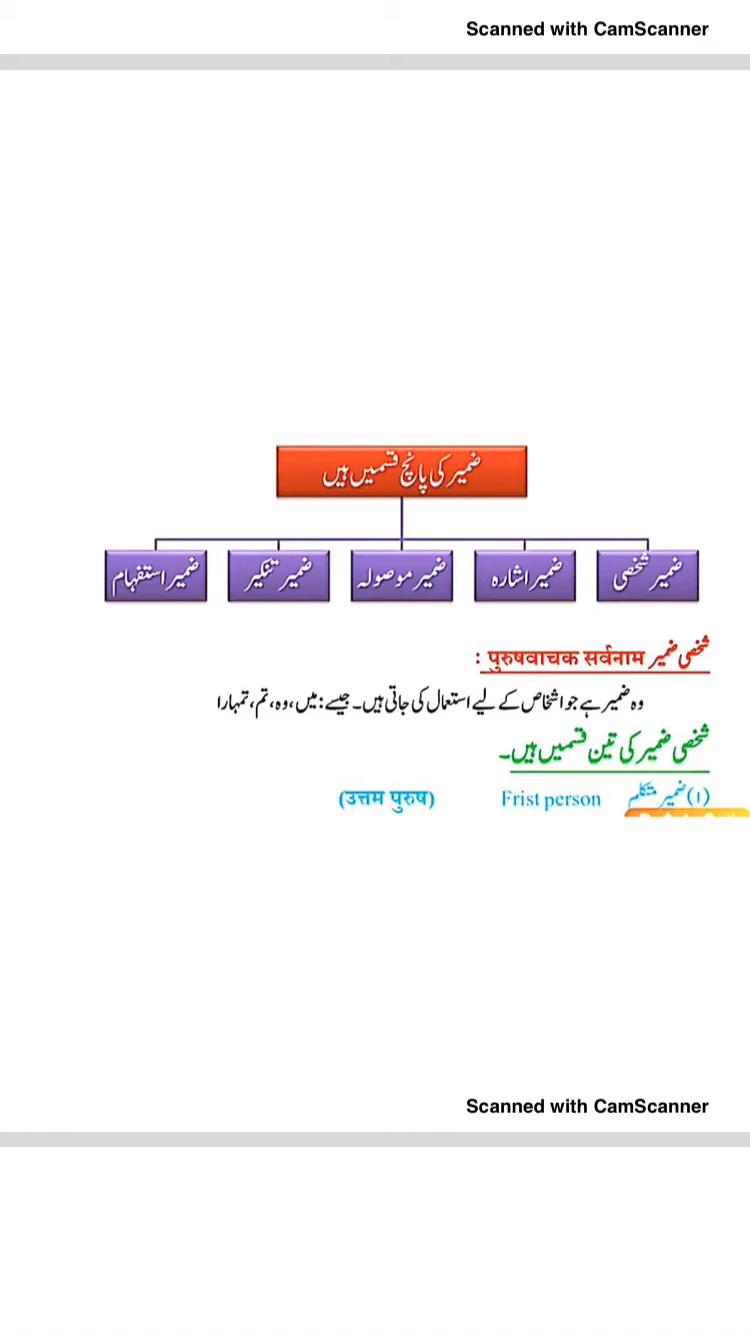 Scanned with CamScanner
ضمیر کی پانچ قسمیں ہیں
ضمیر شخصی
ضمیر اشارہ
ضمیر موصولہ
ضمیر تنکیر
ضمیر استفہام
شخصی ضمیر पुरुषवाचक सर्वनाम :
وہ ضمیر ہے جو اشخاص کے لیے استعمال کی جاتی ہیں۔ جیسے: میں، وہ، تم، تمہارا
شخصی ضمیر کی تین قسمیں ہیں۔
(۱) ضمیر متکلم Frist person (उत्तम पुरुष)
Scanned with CamScanner